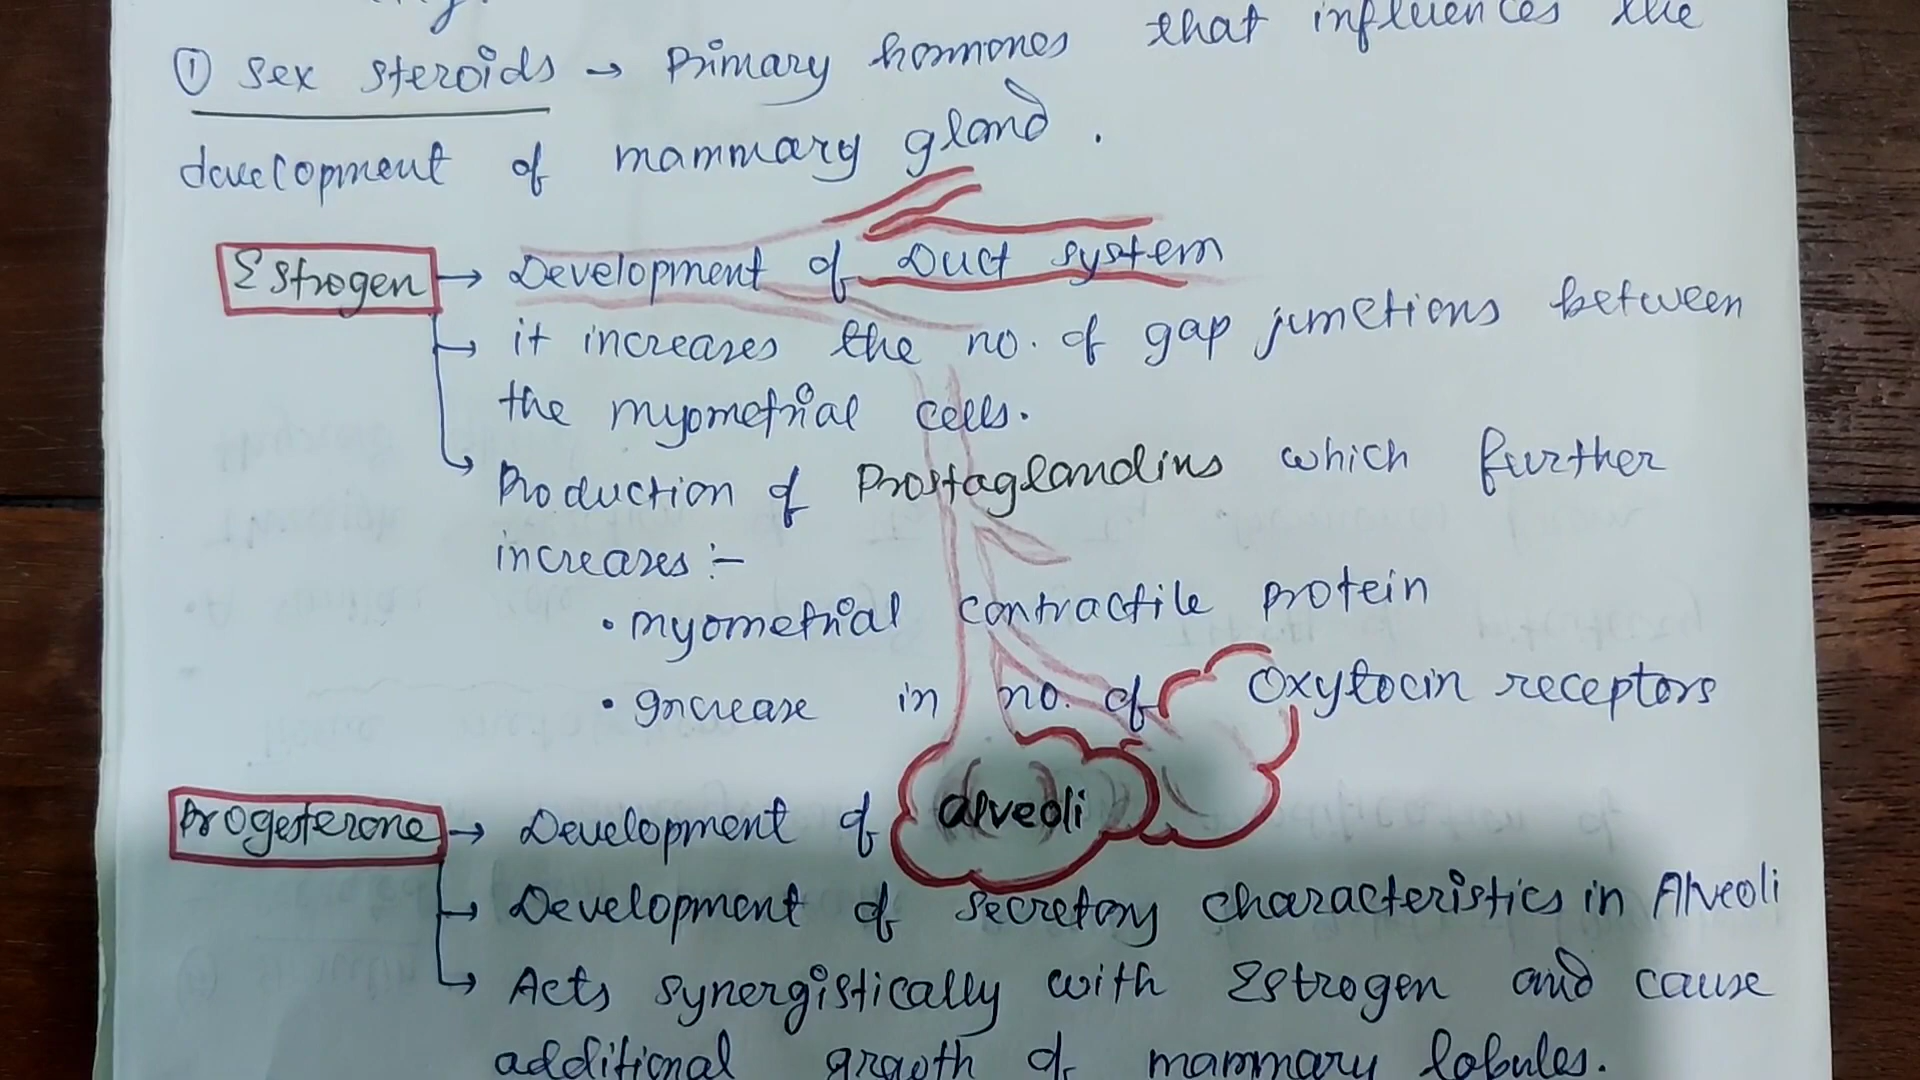 ① Sex steroids → Primary hormones that influences the
development of mammary gland.
Estrogen → Development of Duct system
→ it increases the no. of gap junctions between
the myometrial cells.
→ Production of Prostaglandins which further
increases :-
• myometrial contractile protein
• Increase in no. of Oxytocin receptors
Progesterone → Development of alveoli
→ Development of secretory characteristics in Alveoli
→ Acts synergistically with Estrogen and cause
additional growth of mammary lobules.